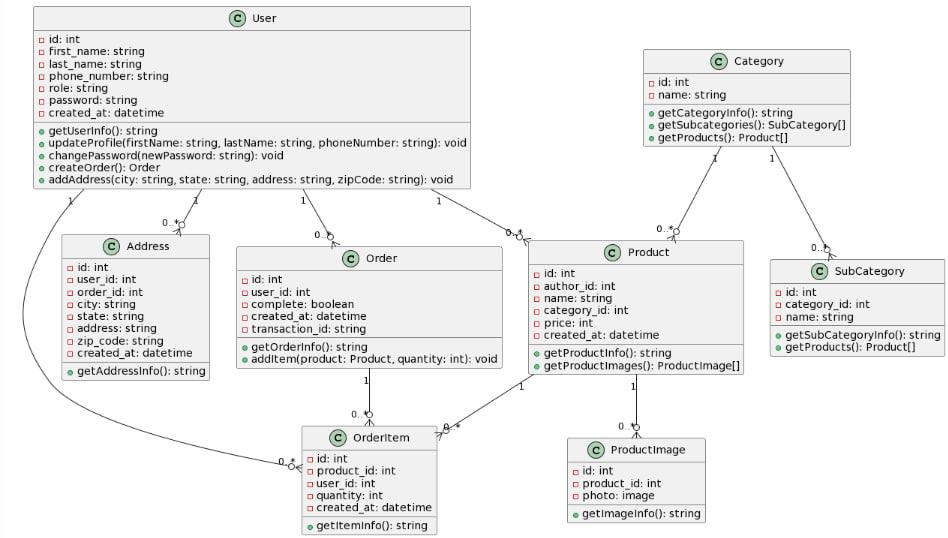 C User
id: int
first_name: string
last_name: string
phone_number: string
role: string
password: string
created_at: datetime
getUserInfo(): string
updateProfile(firstName: string, lastName: string, phoneNumber: string): void
changePassword(newPassword: string): void
createOrder(): Order
addAddress(city: string, state: string, address: string, zipCode: string): void
C Category
id: int
name: string
getCategoryInfo(): string
getSubcategories(): SubCategory[]
getProducts(): Product[]
1
1
1
1
1
1
0..*
0..*
0..*
0..*
0..*
C Address
id: int
user_id: int
order_id: int
city: string
state: string
address: string
zip_code: string
created_at: datetime
getAddressInfo(): string
C Order
id: int
user_id: int
complete: boolean
created_at: datetime
transaction_id: string
getOrderInfo(): string
addItem(product: Product, quantity: int): void
C Product
id: int
author_id: int
name: string
category_id: int
price: int
created_at: datetime
getProductInfo(): string
getProductImages(): ProductImage[]
C SubCategory
id: int
category_id: int
name: string
getSubCategoryInfo(): string
getProducts(): Product[]
1
1
1
0..*
0..*
0..*
0..*
C OrderItem
id: int
product_id: int
user_id: int
quantity: int
created_at: datetime
getItemInfo(): string
C ProductImage
id: int
product_id: int
photo: image
getImageInfo(): string